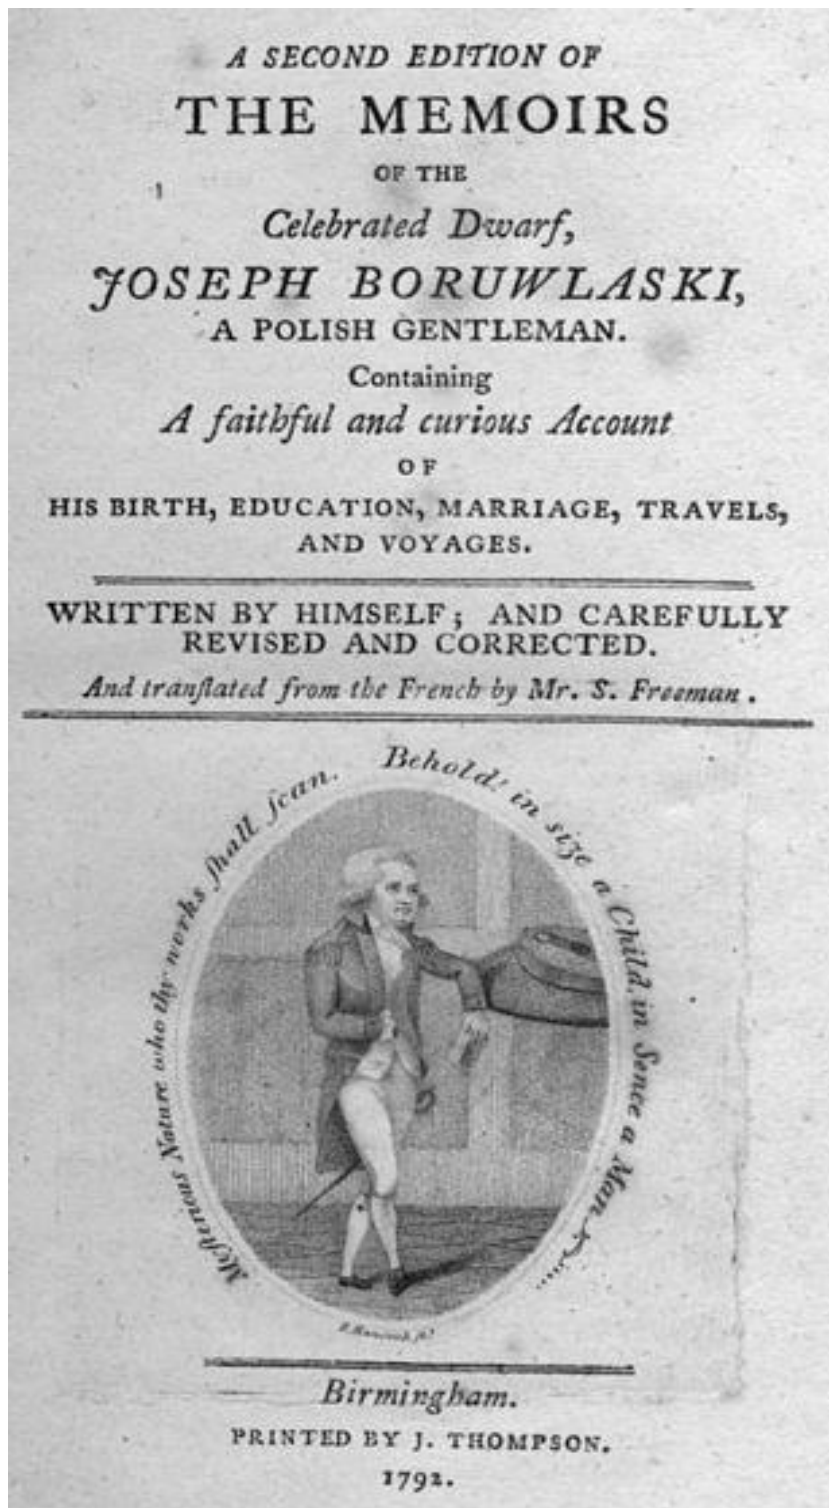 A SECOND EDITION OF
THE MEMOIRS
OF THE
Celebrated Dwarf,
JOSEPH BORUWLASKI,
A POLISH GENTLEMAN.
Containing
A faithful and curious Account
OF
HIS BIRTH, EDUCATION, MARRIAGE, TRAVELS,
AND VOYAGES.
WRITTEN BY HIMSELF; AND CAREFULLY
REVISED AND CORRECTED.
And tranſlated from the French by Mr. S. Freeman.
Meſterious Nature who thy works ſhall ſcan.
Behold! in size a Child, in Sence a Man
Birmingham.
PRINTED BY J. THOMPSON.
1792.